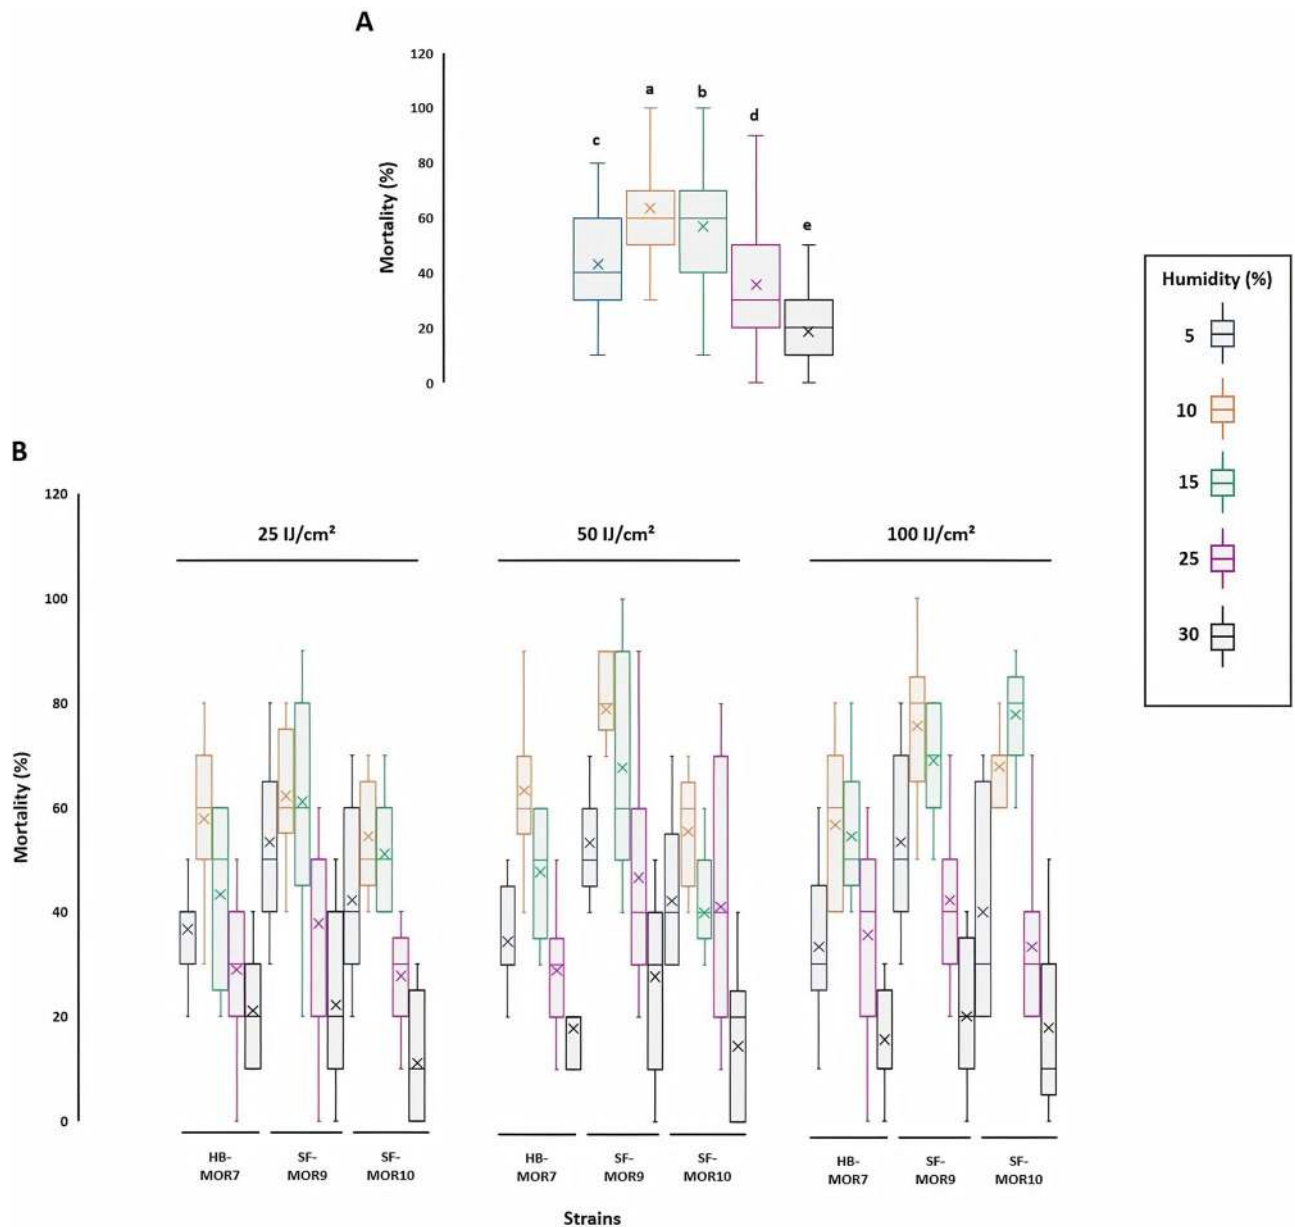 A
120
100
80
60
40
20
0
Mortality (%)
c
a
b
d
e
Humidity (%)
5
10
15
25
30
B
120
100
80
60
40
20
0
Mortality (%)
25 IJ/cm²
50 IJ/cm²
100 IJ/cm²
HB-
MOR7
SF-
MOR9
SF-
MOR10
HB-
MOR7
SF-
MOR9
SF-
MOR10
HB-
MOR7
SF-
MOR9
SF-
MOR10
Strains